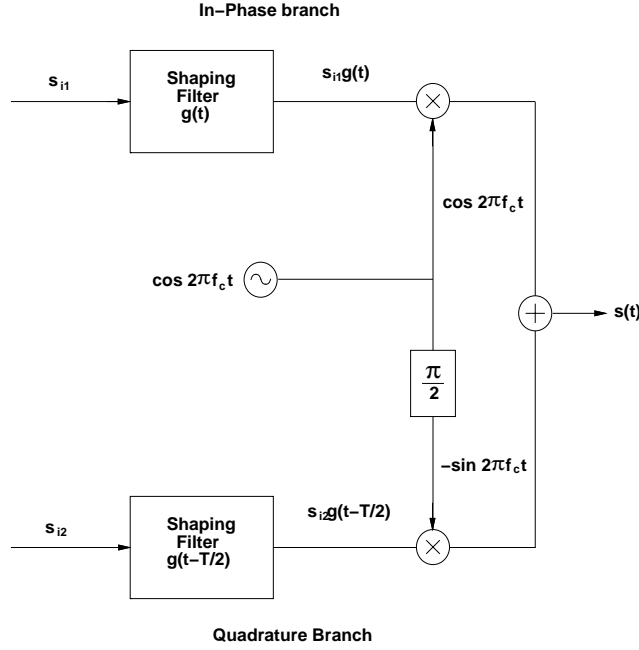 In-Phase branch
s_i1
Shaping
Filter
g(t)
s_i1g(t)
cos 2πf_ct
cos 2πf_ct
s(t)
π
2
-sin 2πf_ct
s_i2
Shaping
Filter
g(t-T/2)
s_i2g(t-T/2)
Quadrature Branch